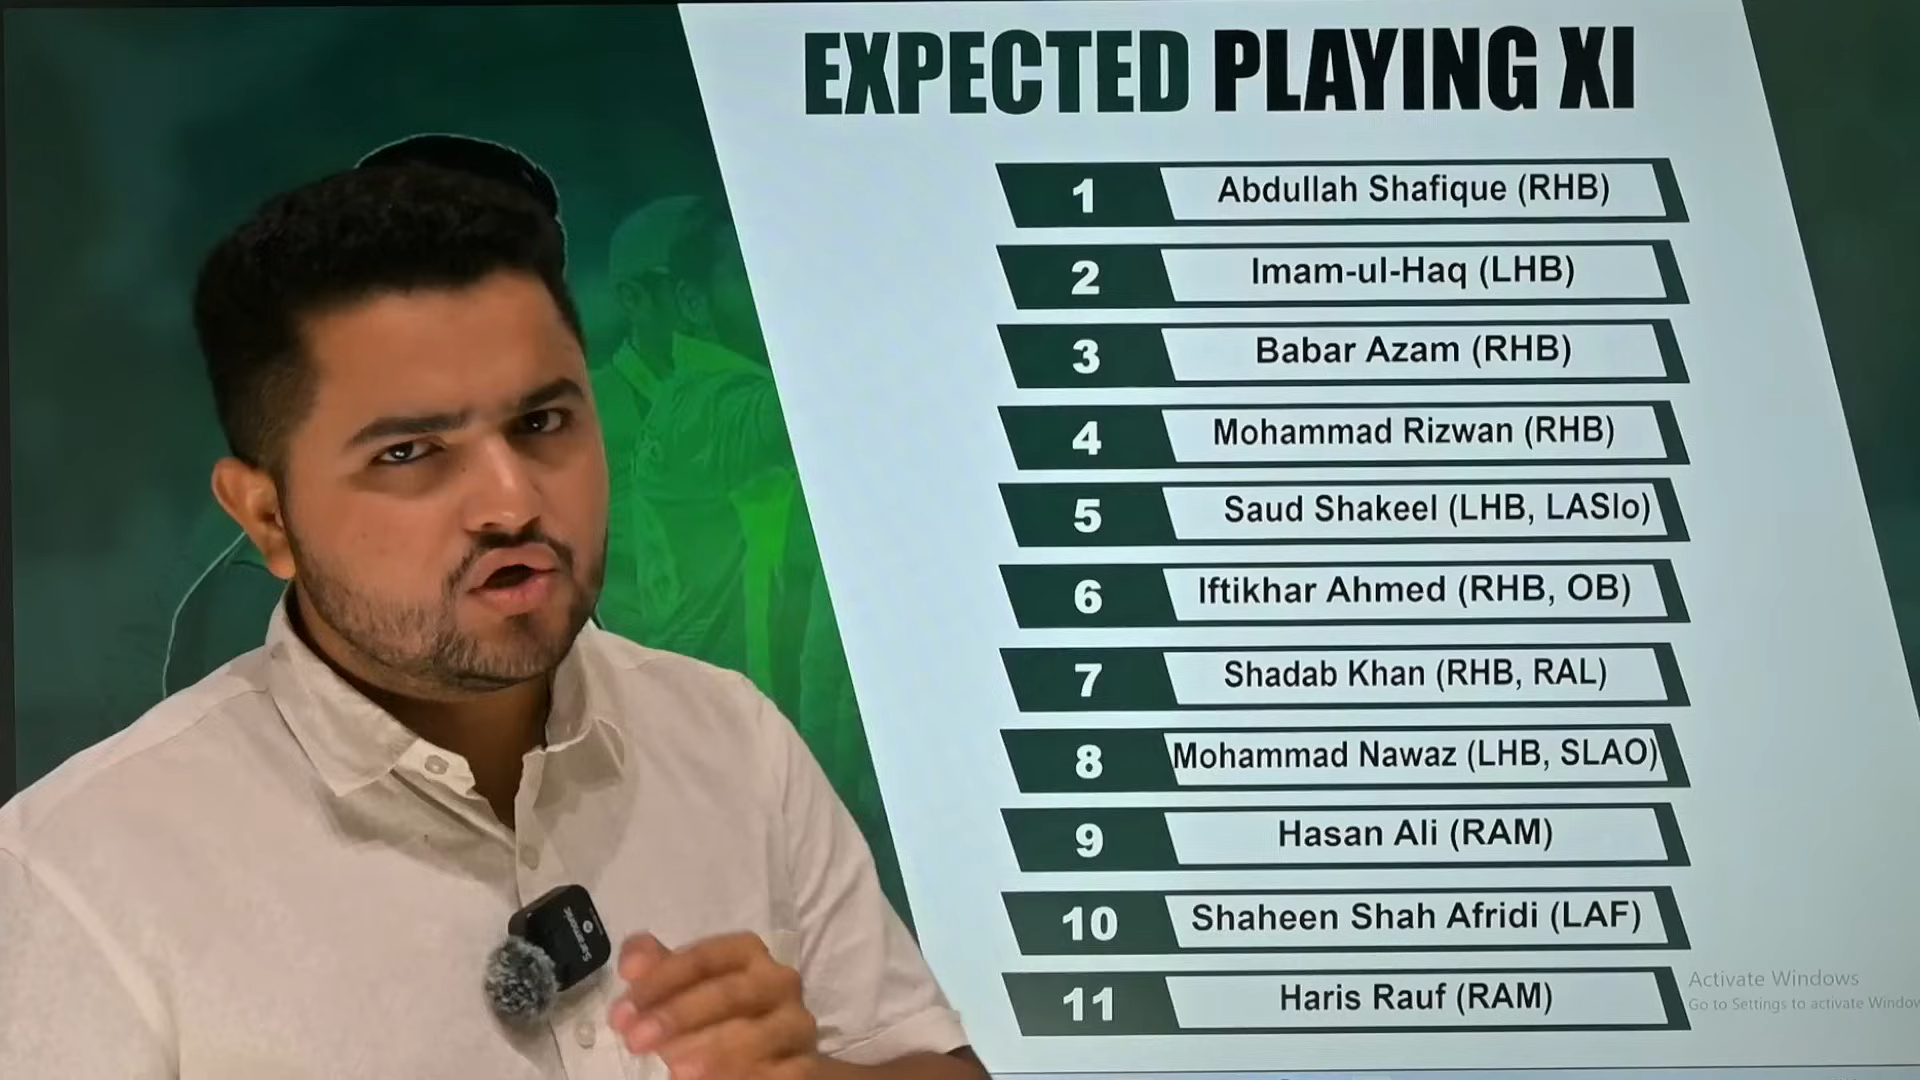 EXPECTED PLAYING XI
1 Abdullah Shafique (RHB)
2 Imam-ul-Haq (LHB)
3 Babar Azam (RHB)
4 Mohammad Rizwan (RHB)
5 Saud Shakeel (LHB, LASlo)
6 Iftikhar Ahmed (RHB, OB)
7 Shadab Khan (RHB, RAL)
8 Mohammad Nawaz (LHB, SLAO)
9 Hasan Ali (RAM)
10 Shaheen Shah Afridi (LAF)
11 Haris Rauf (RAM)
Activate Windows
Go to Settings to activate Window
Saramonic